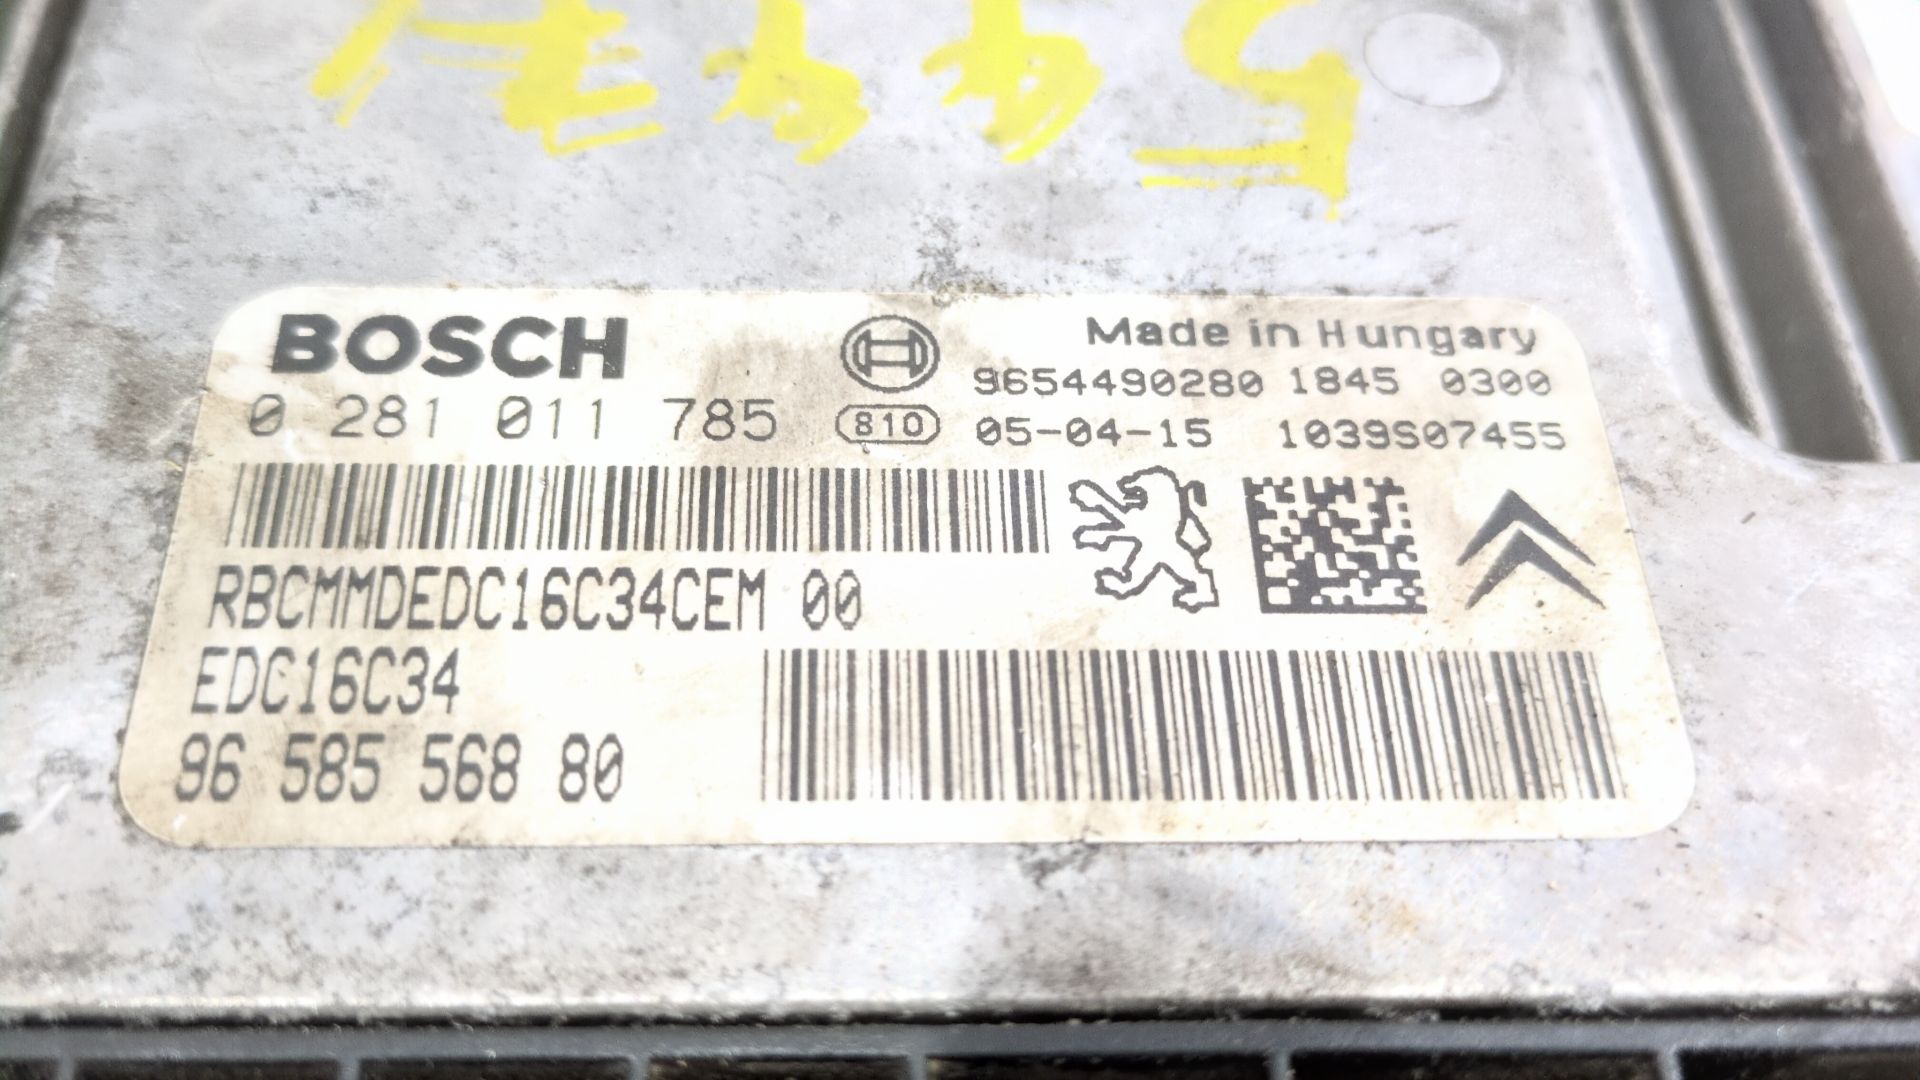 BOSCH
Made in Hungary
9654490280 1845 0300
0 281 011 785
810
05-04-15 1039S07455
RBCMMDEDC16C34CEM 00
EDC16C34
96 585 568 80